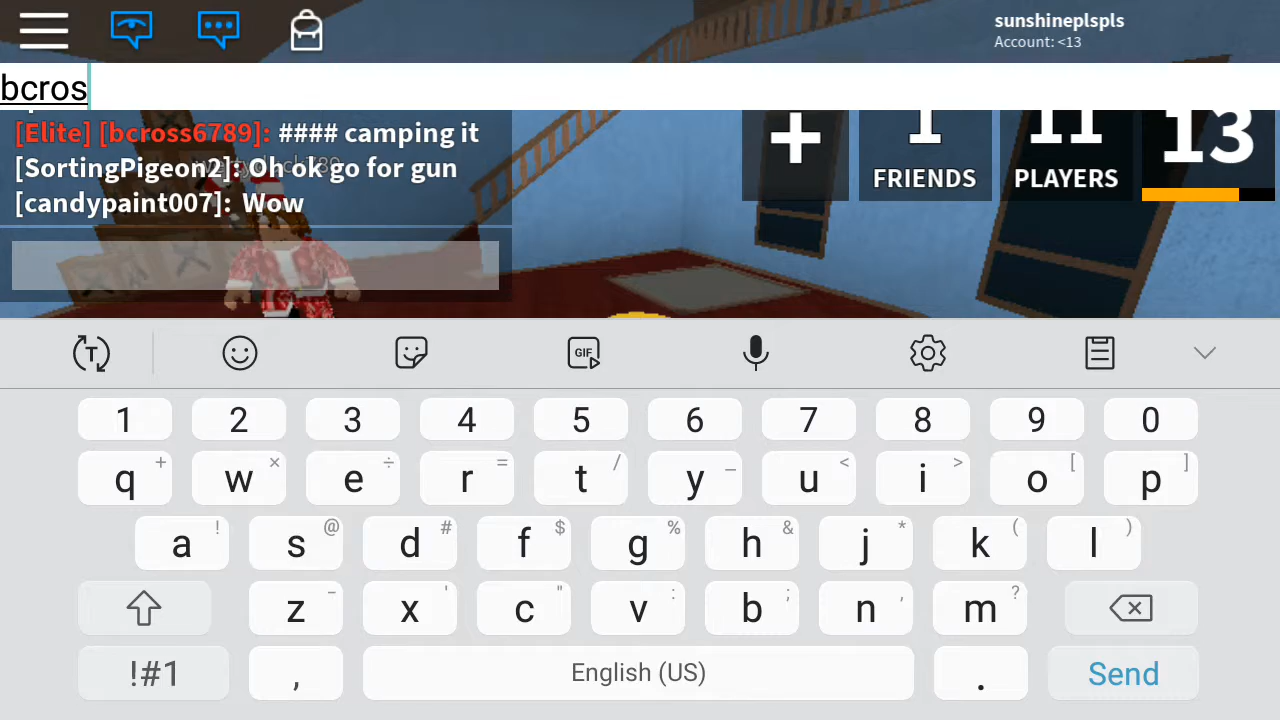 sunshineplspls
Account: <13
bcros
[Elite] [bcross6789]: #### camping it
[SortingPigeon2]: Oh ok go for gun
[candypaint007]: Wow
+
1
FRIENDS
11
PLAYERS
13
T
GIF
1 2 3 4 5 6 7 8 9 0
q + w × e ÷ r = t / y _ u < i > o [ p ]
a ! s @ d # f $ g % h & j * k ( l )
z - x ' c " v : b ; n , m ?
!#1 , English (US) . Send